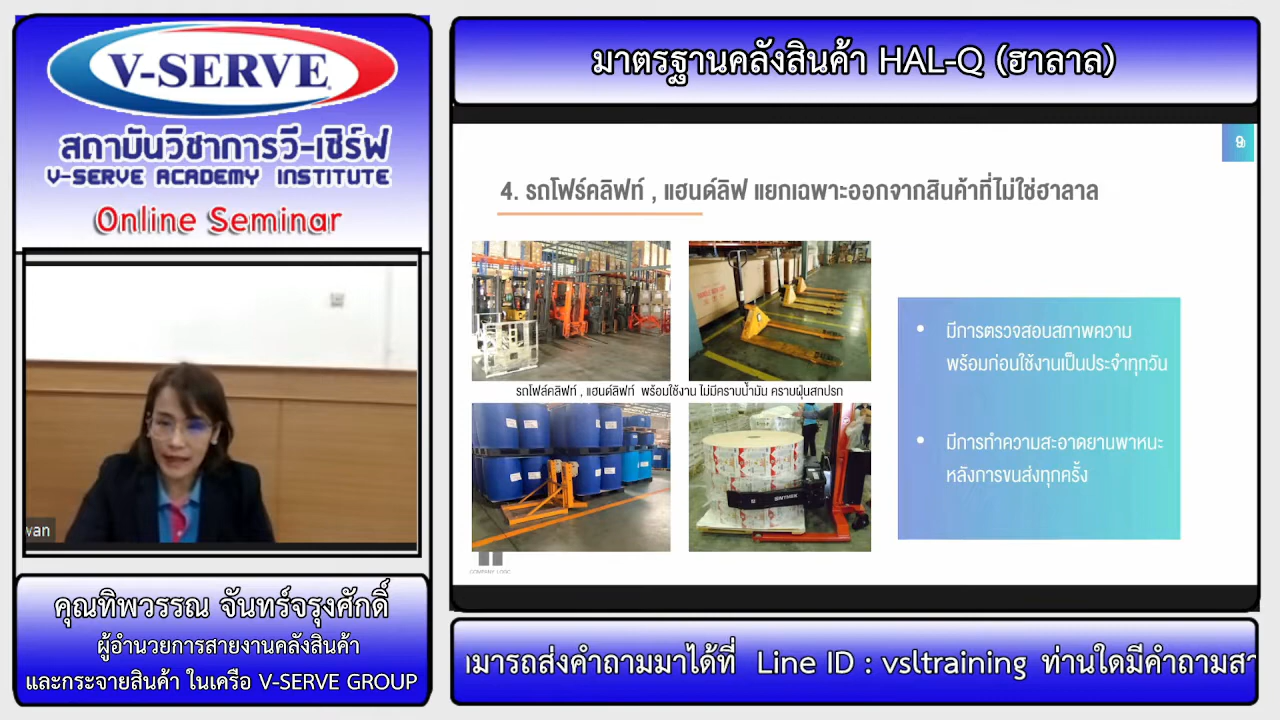 V-SERVE
สถาบันวิชาการวี-เซิร์ฟ
V-SERVE ACADEMY INSTITUTE
Online Seminar
wan
คุณทิพวรรณ จันทร์จรุงศักดิ์
ผู้อำนวยการสายงานคลังสินค้า
และกระจายสินค้า ในเครือ V-SERVE GROUP
มาตรฐานคลังสินค้า HAL-Q (ฮาลาล)
4. รถโฟร์คลิฟท์ , แฮนด์ลิฟ แยกเฉพาะออกจากสินค้าที่ไม่ใช่ฮาลาล
รถโฟล์คลิฟท์ , แฮนด์ลิฟท์ พร้อมใช้งาน ไม่มีคราบน้ำมัน คราบฝุ่นสกปรก
• มีการตรวจสอบสภาพความ
พร้อมก่อนใช้งานเป็นประจำทุกวัน
• มีการทำความสะอาดยานพาหนะ
หลังการขนส่งทุกครั้ง
COMPANY LOGO
ามารถส่งคำถามมาได้ที่ Line ID : vsltraining ท่านใดมีคำถามสา